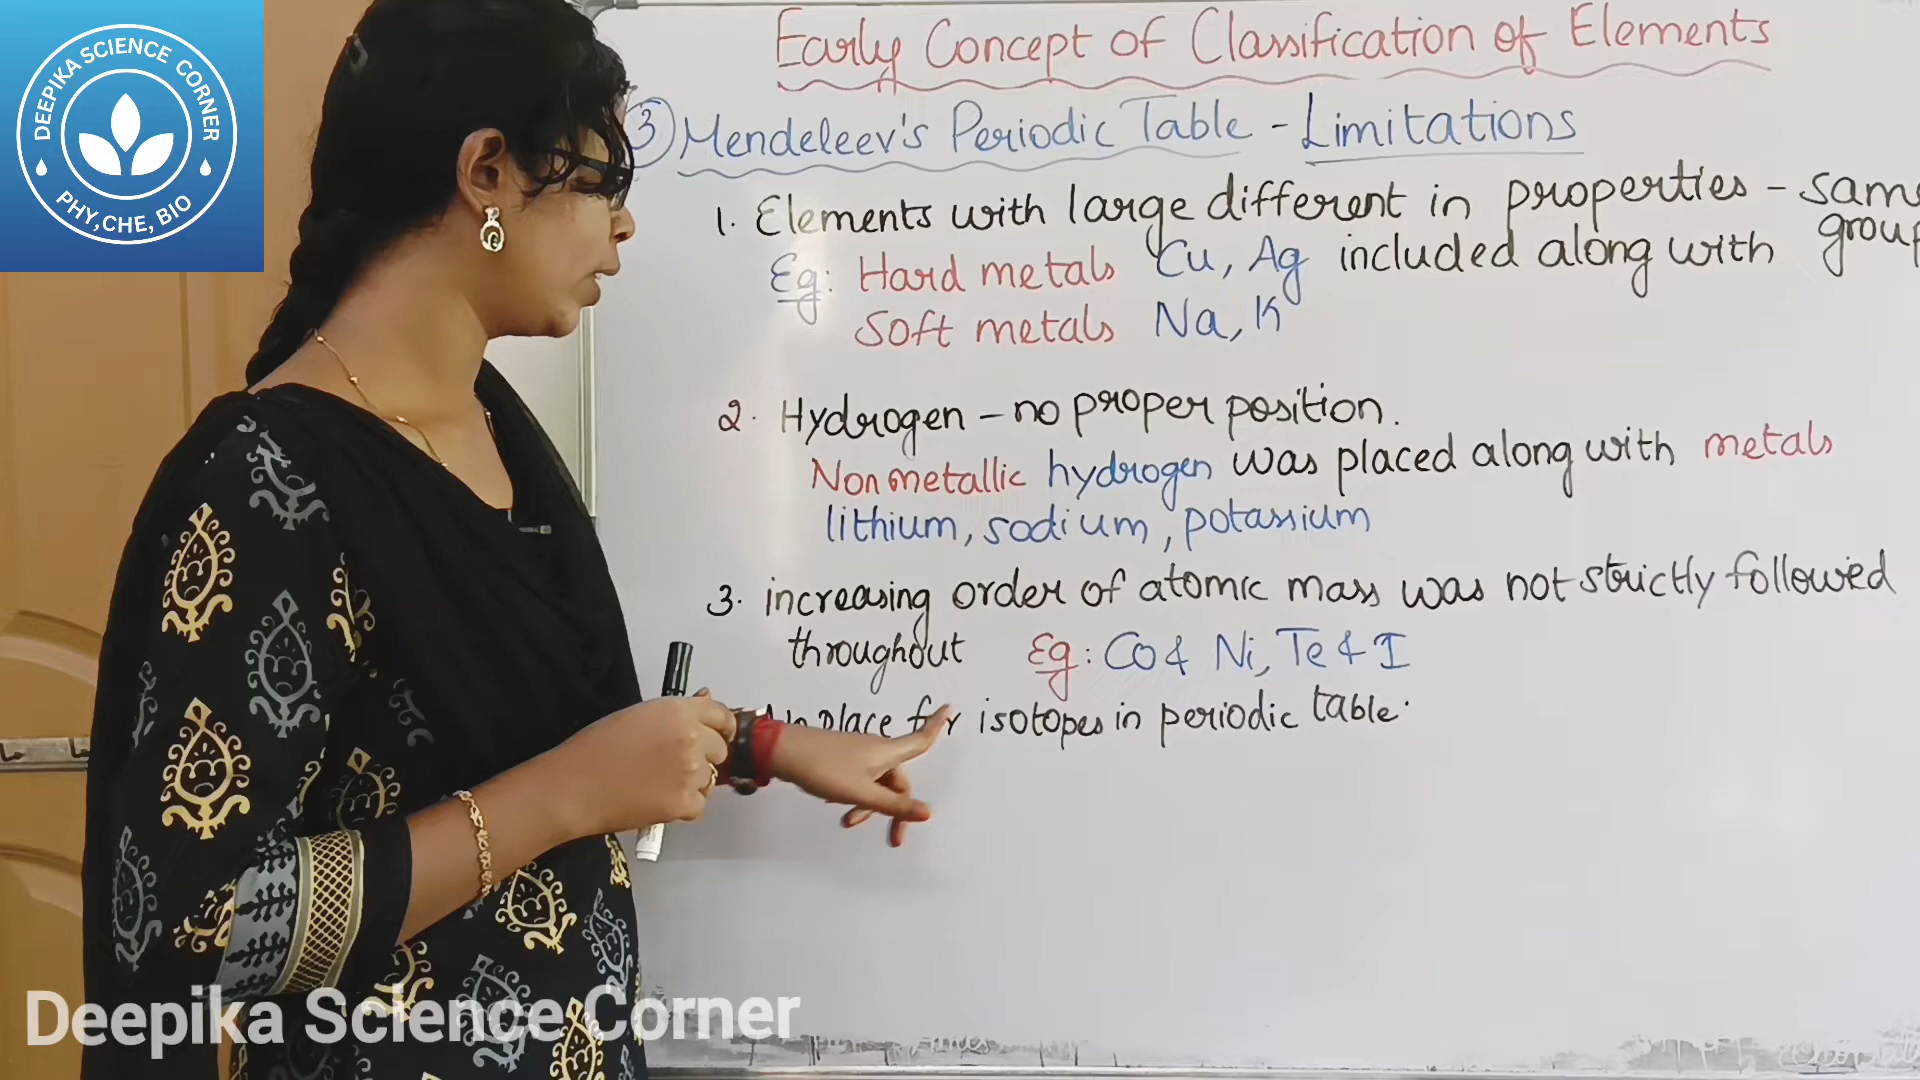 DEEPIKA SCIENCE CORNER
PHY,CHE, BIO
Early Concept of Classification of Elements
3 Mendeleev's Periodic Table - Limitations
1. Elements with large different in properties - same
group
Eg: Hard metals Cu, Ag included along with
Soft metals Na, K
2. Hydrogen - no proper position.
Nonmetallic hydrogen was placed along with metals
lithium, sodium, potassium
3. increasing order of atomic mass was not strictly followed
throughout Eg: Co & Ni, Te & I
place for isotopes in periodic table.
Deepika Science Corner